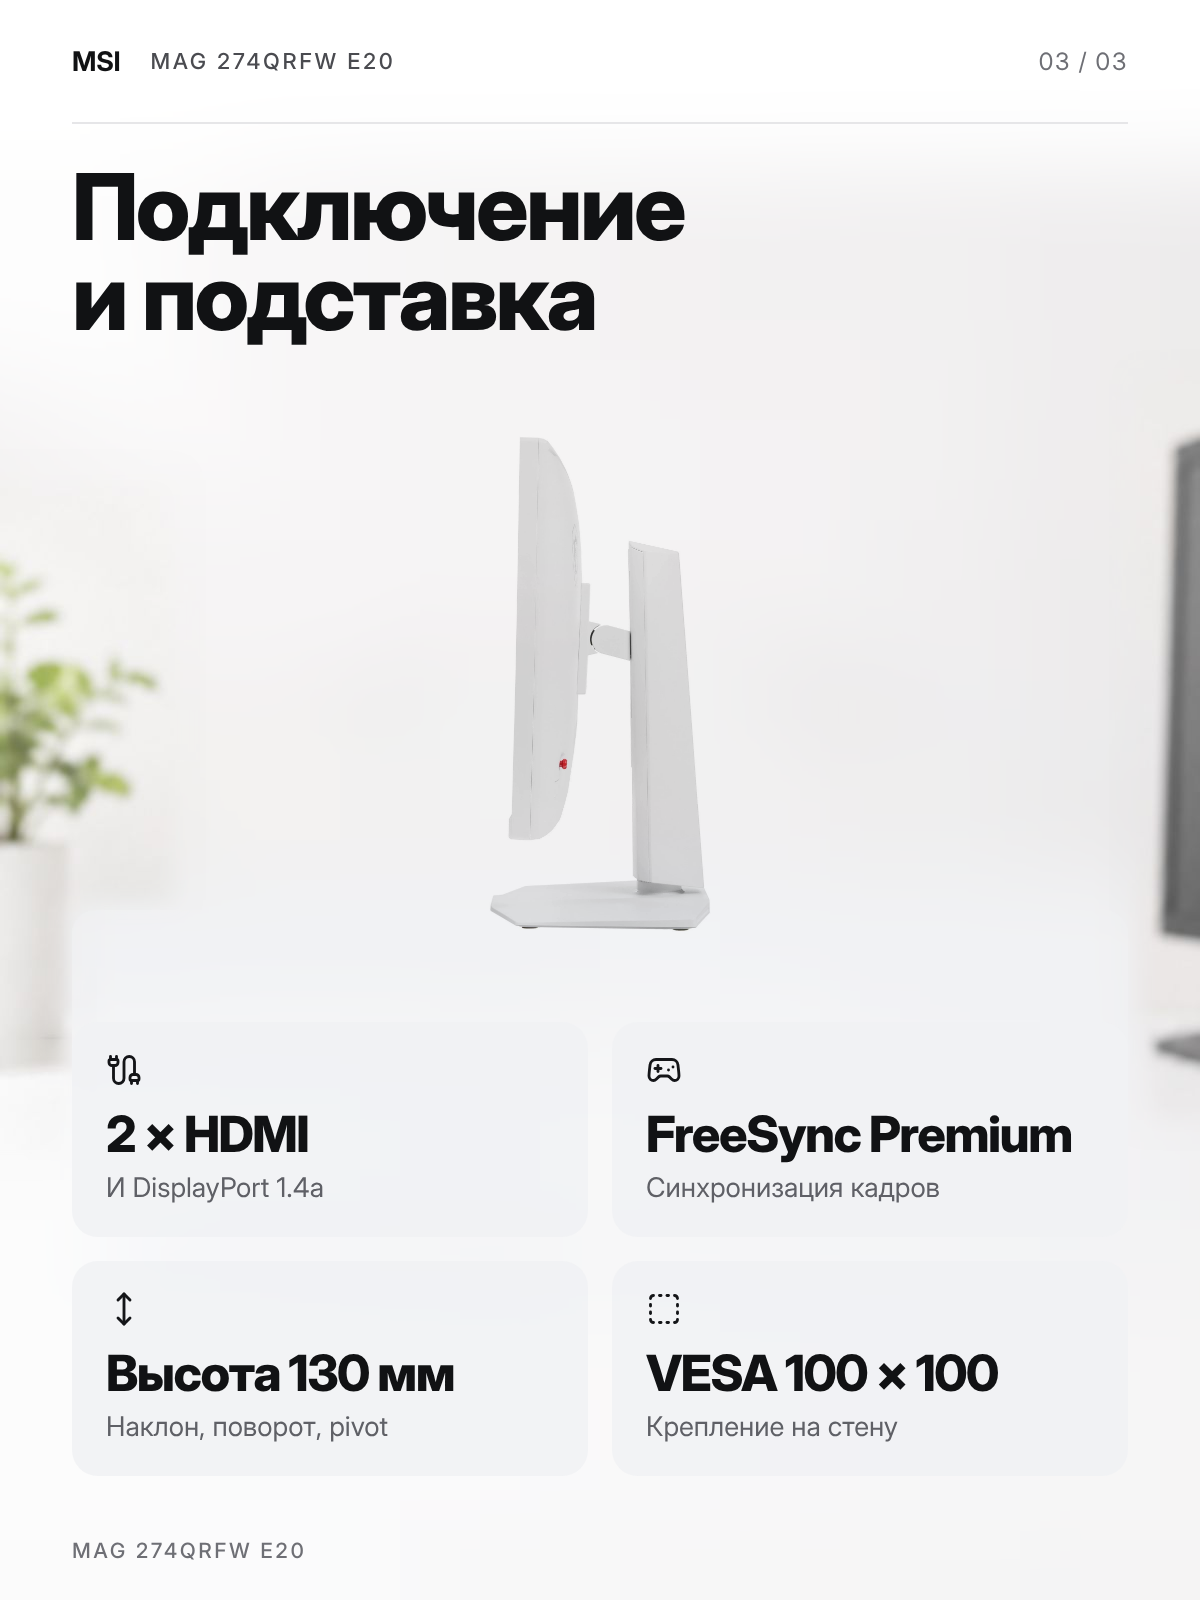 MSI MAG 274QRFW E20 03 / 03
Подключение
и подставка
2 × HDMI
И DisplayPort 1.4a
FreeSync Premium
Синхронизация кадров
Высота 130 мм
Наклон, поворот, pivot
VESA 100 × 100
Крепление на стену
MAG 274QRFW E20